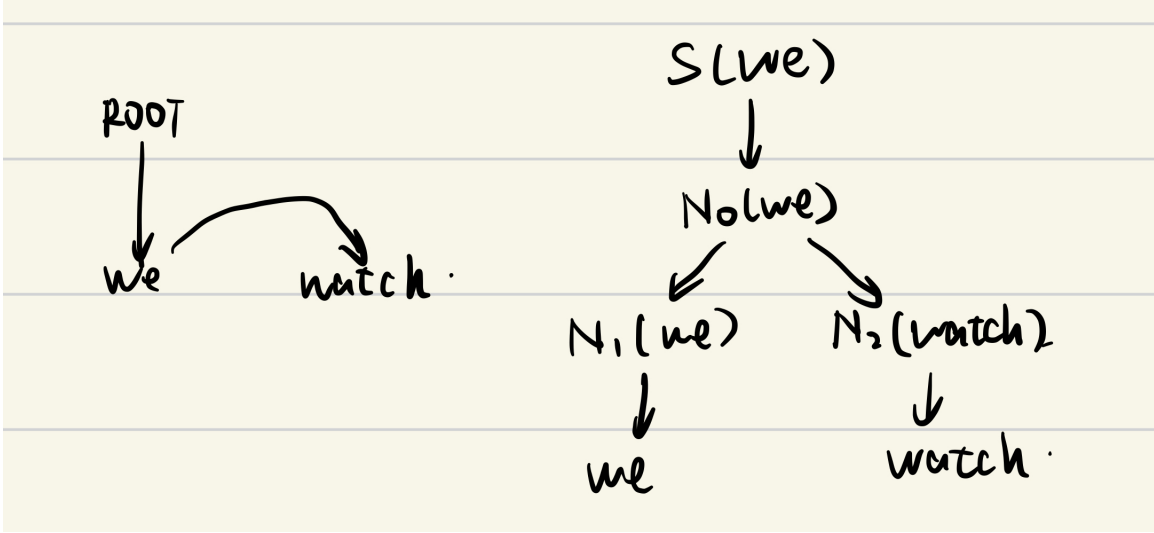 S(we)
ROOT
N₀(we)
we watch.
N₁(we) N₂(watch)
we watch.